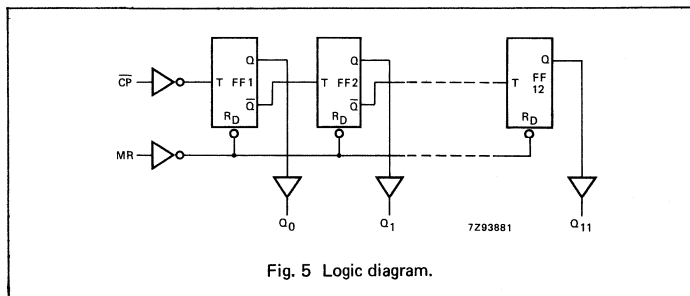 Q
CP
T FF1
Q
RD
Q
T FF2
Q
RD
Q
T FF
12
RD
MR
Q0
Q1
7Z93881
Q11
Fig. 5 Logic diagram.